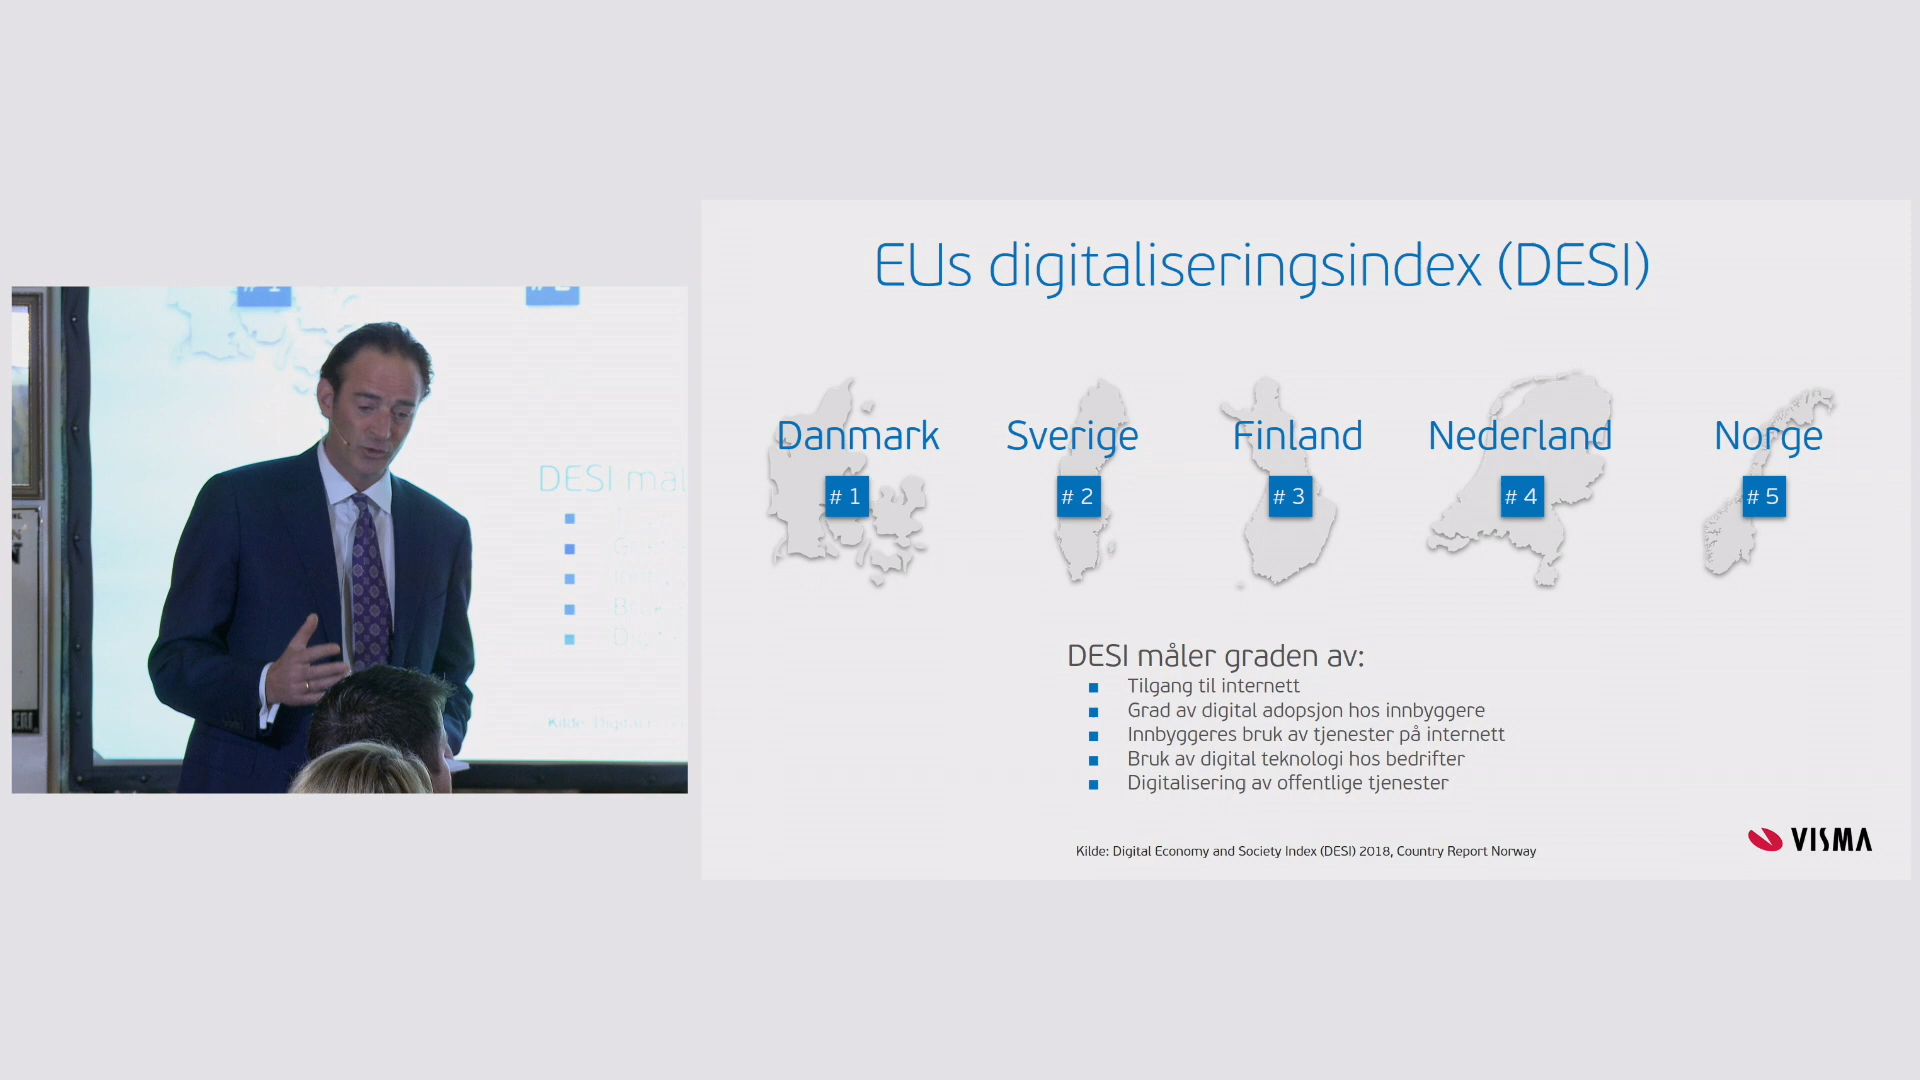 EUs digitaliseringsindex (DESI)
Danmark
Sverige
Finland
Nederland
Norge
# 1
# 2
# 3
# 4
# 5
DESI måler graden av:
Tilgang til internett
Grad av digital adopsjon hos innbyggere
Innbyggeres bruk av tjenester på internett
Bruk av digital teknologi hos bedrifter
Digitalisering av offentlige tjenester
Kilde: Digital Economy and Society Index (DESI) 2018, Country Report Norway
VISMA
DESI mål